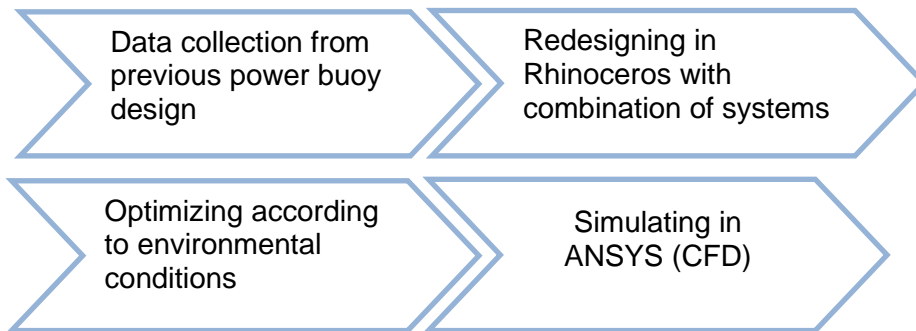 Data collection from
previous power buoy
design
Redesigning in
Rhinoceros with
combination of systems
Optimizing according
to environmental
conditions
Simulating in
ANSYS (CFD)